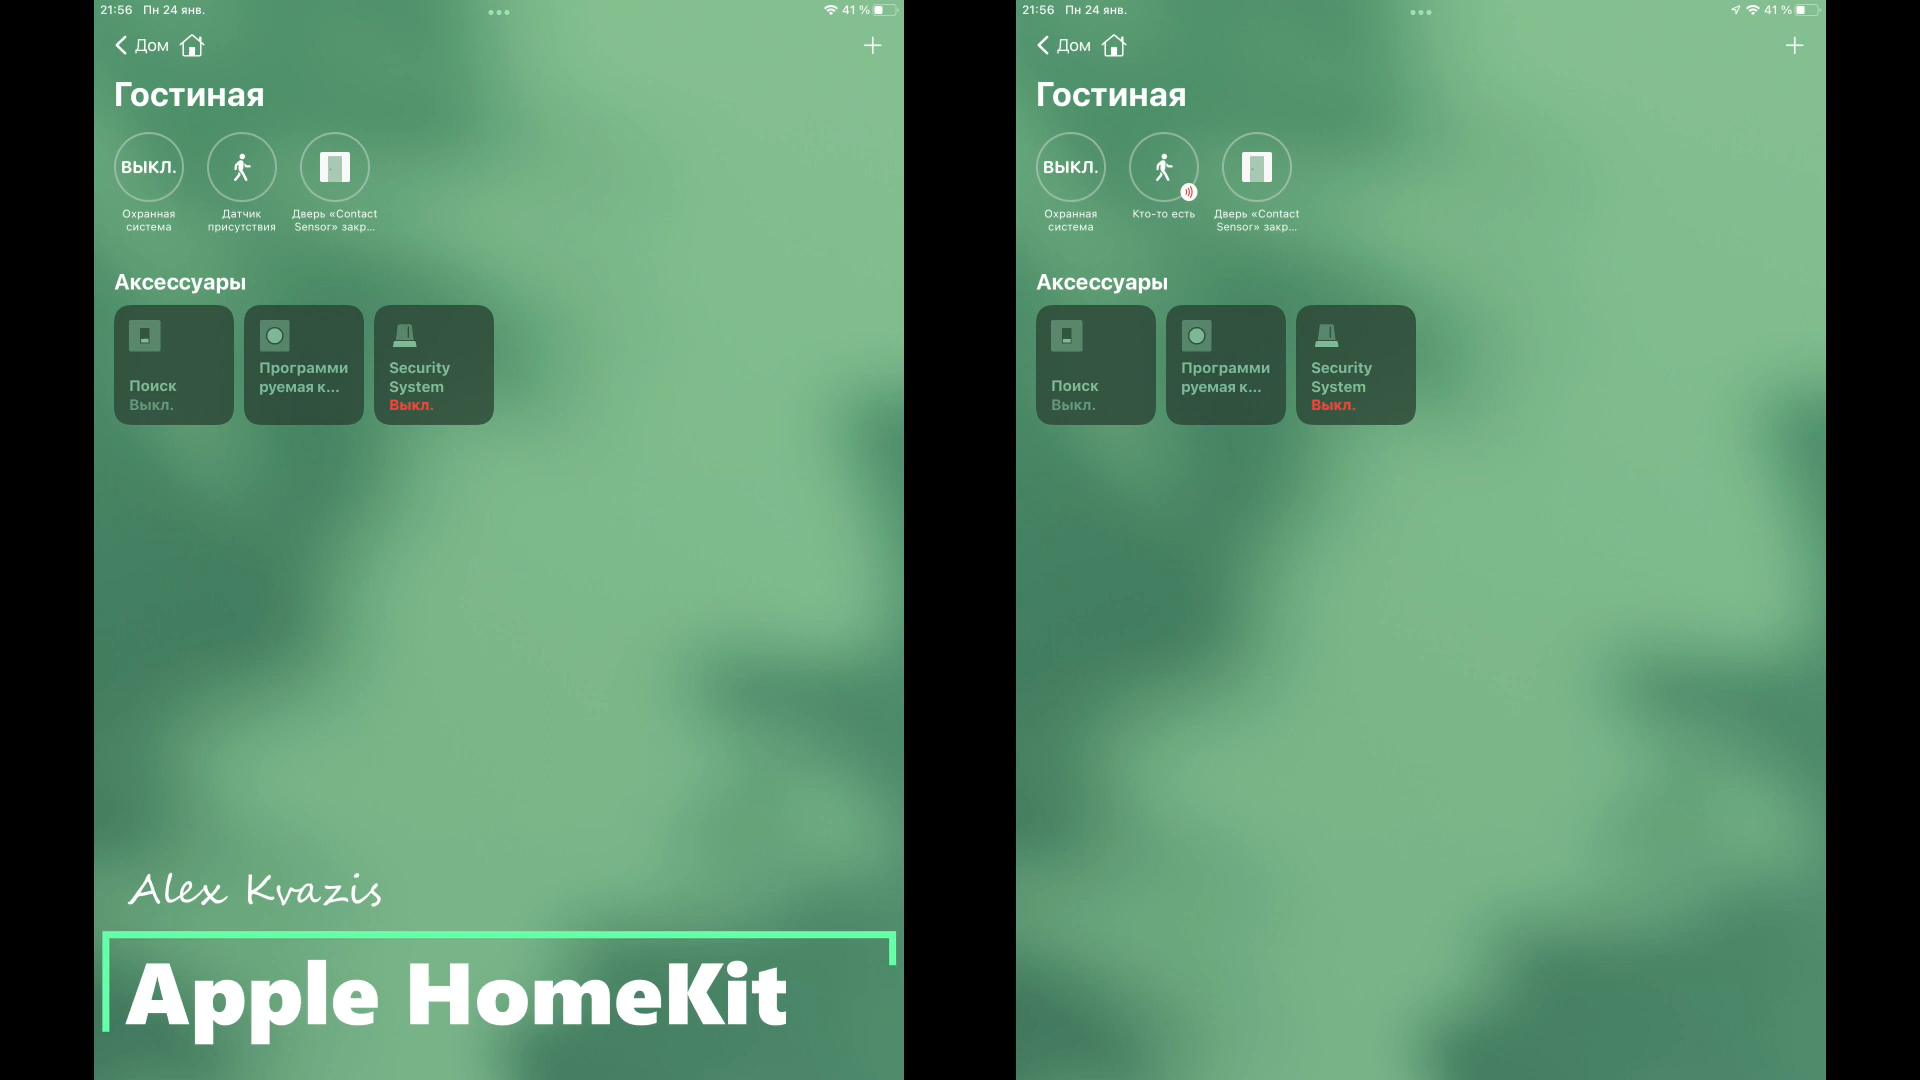 21:56 Пн 24 янв.
41 %
Дом
Гостиная
ВЫКЛ.
Охранная
система
Датчик
присутствия
Дверь «Contact
Sensor» закр...
Аксессуары
Поиск
Выкл.
Программи
руемая к...
Security
System
Выкл.
Alex Kvazis
Apple HomeKit
21:56 Пн 24 янв.
41 %
Дом
Гостиная
ВЫКЛ.
Охранная
система
Кто-то есть
Дверь «Contact
Sensor» закр...
Аксессуары
Поиск
Выкл.
Программи
руемая к...
Security
System
Выкл.